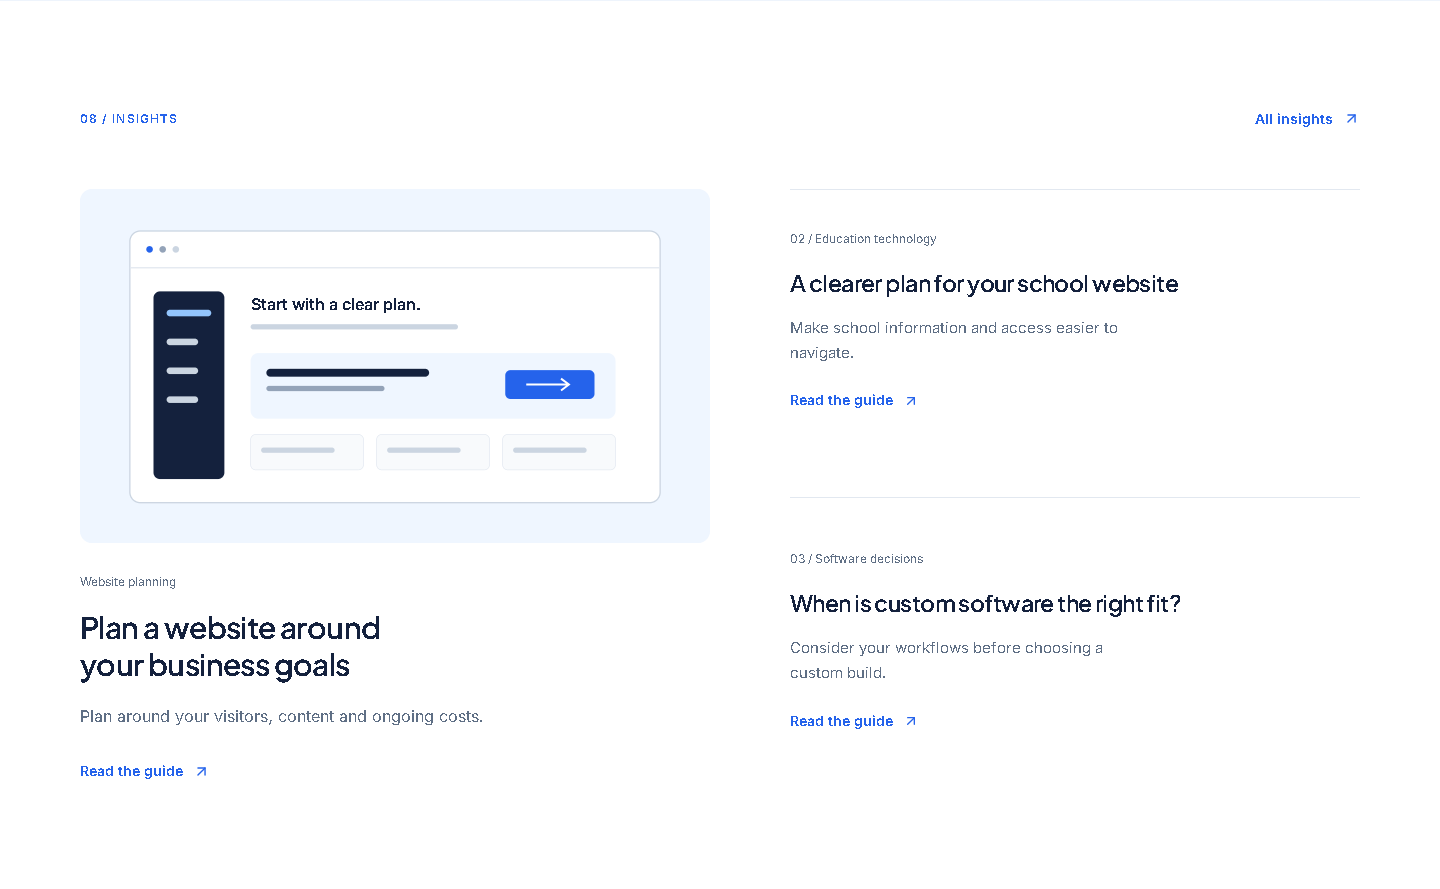 08 / INSIGHTS
All insights
Start with a clear plan.
Website planning
Plan a website around
your business goals
Plan around your visitors, content and ongoing costs.
Read the guide
02 / Education technology
A clearer plan for your school website
Make school information and access easier to
navigate.
Read the guide
03 / Software decisions
When is custom software the right fit?
Consider your workflows before choosing a
custom build.
Read the guide